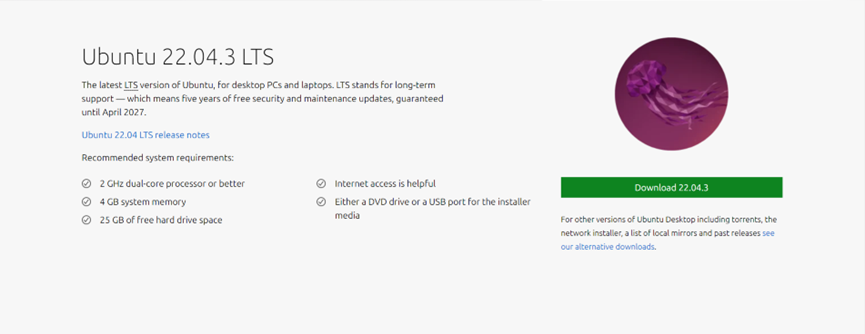 Ubuntu 22.04.3 LTS
The latest LTS version of Ubuntu, for desktop PCs and laptops. LTS stands for long-term
support — which means five years of free security and maintenance updates, guaranteed
until April 2027.
Ubuntu 22.04 LTS release notes
Recommended system requirements:
2 GHz dual-core processor or better
4 GB system memory
25 GB of free hard drive space
Internet access is helpful
Either a DVD drive or a USB port for the installer
media
Download 22.04.3
For other versions of Ubuntu Desktop including torrents, the
network installer, a list of local mirrors and past releases see
our alternative downloads.